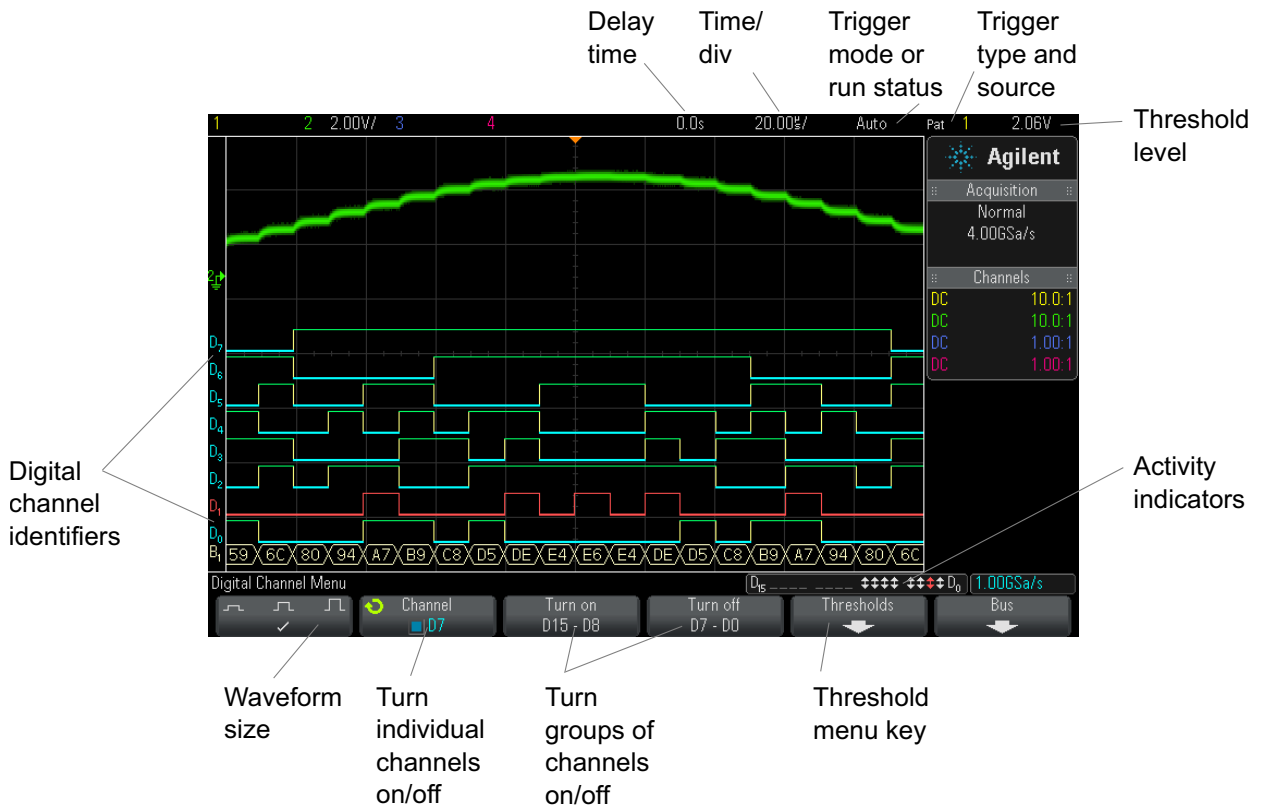 Delay
time
Time/
div
Trigger
mode or
run status
Trigger
type and
source
Threshold
level
1 2 2.00V/ 3 4 0.0s 20.00㎲/ Auto Pat 1 2.06V
Agilent
Acquisition
Normal
4.00GSa/s
Channels
DC 10.0:1
DC 10.0:1
DC 1.00:1
DC 1.00:1
2
D7
D6
D5
D4
D3
D2
D1
D0
B1 59 6C 80 94 A7 B9 C8 D5 DE E4 E6 E4 DE D5 C8 B9 A7 94 80 6C
Digital
channel
identifiers
Activity
indicators
Digital Channel Menu
D15 D0 1.00GSa/s
Channel
D7
Turn on
D15 - D8
Turn off
D7 - D0
Thresholds
Bus
Waveform
size
Turn
individual
channels
on/off
Turn
groups of
channels
on/off
Threshold
menu key